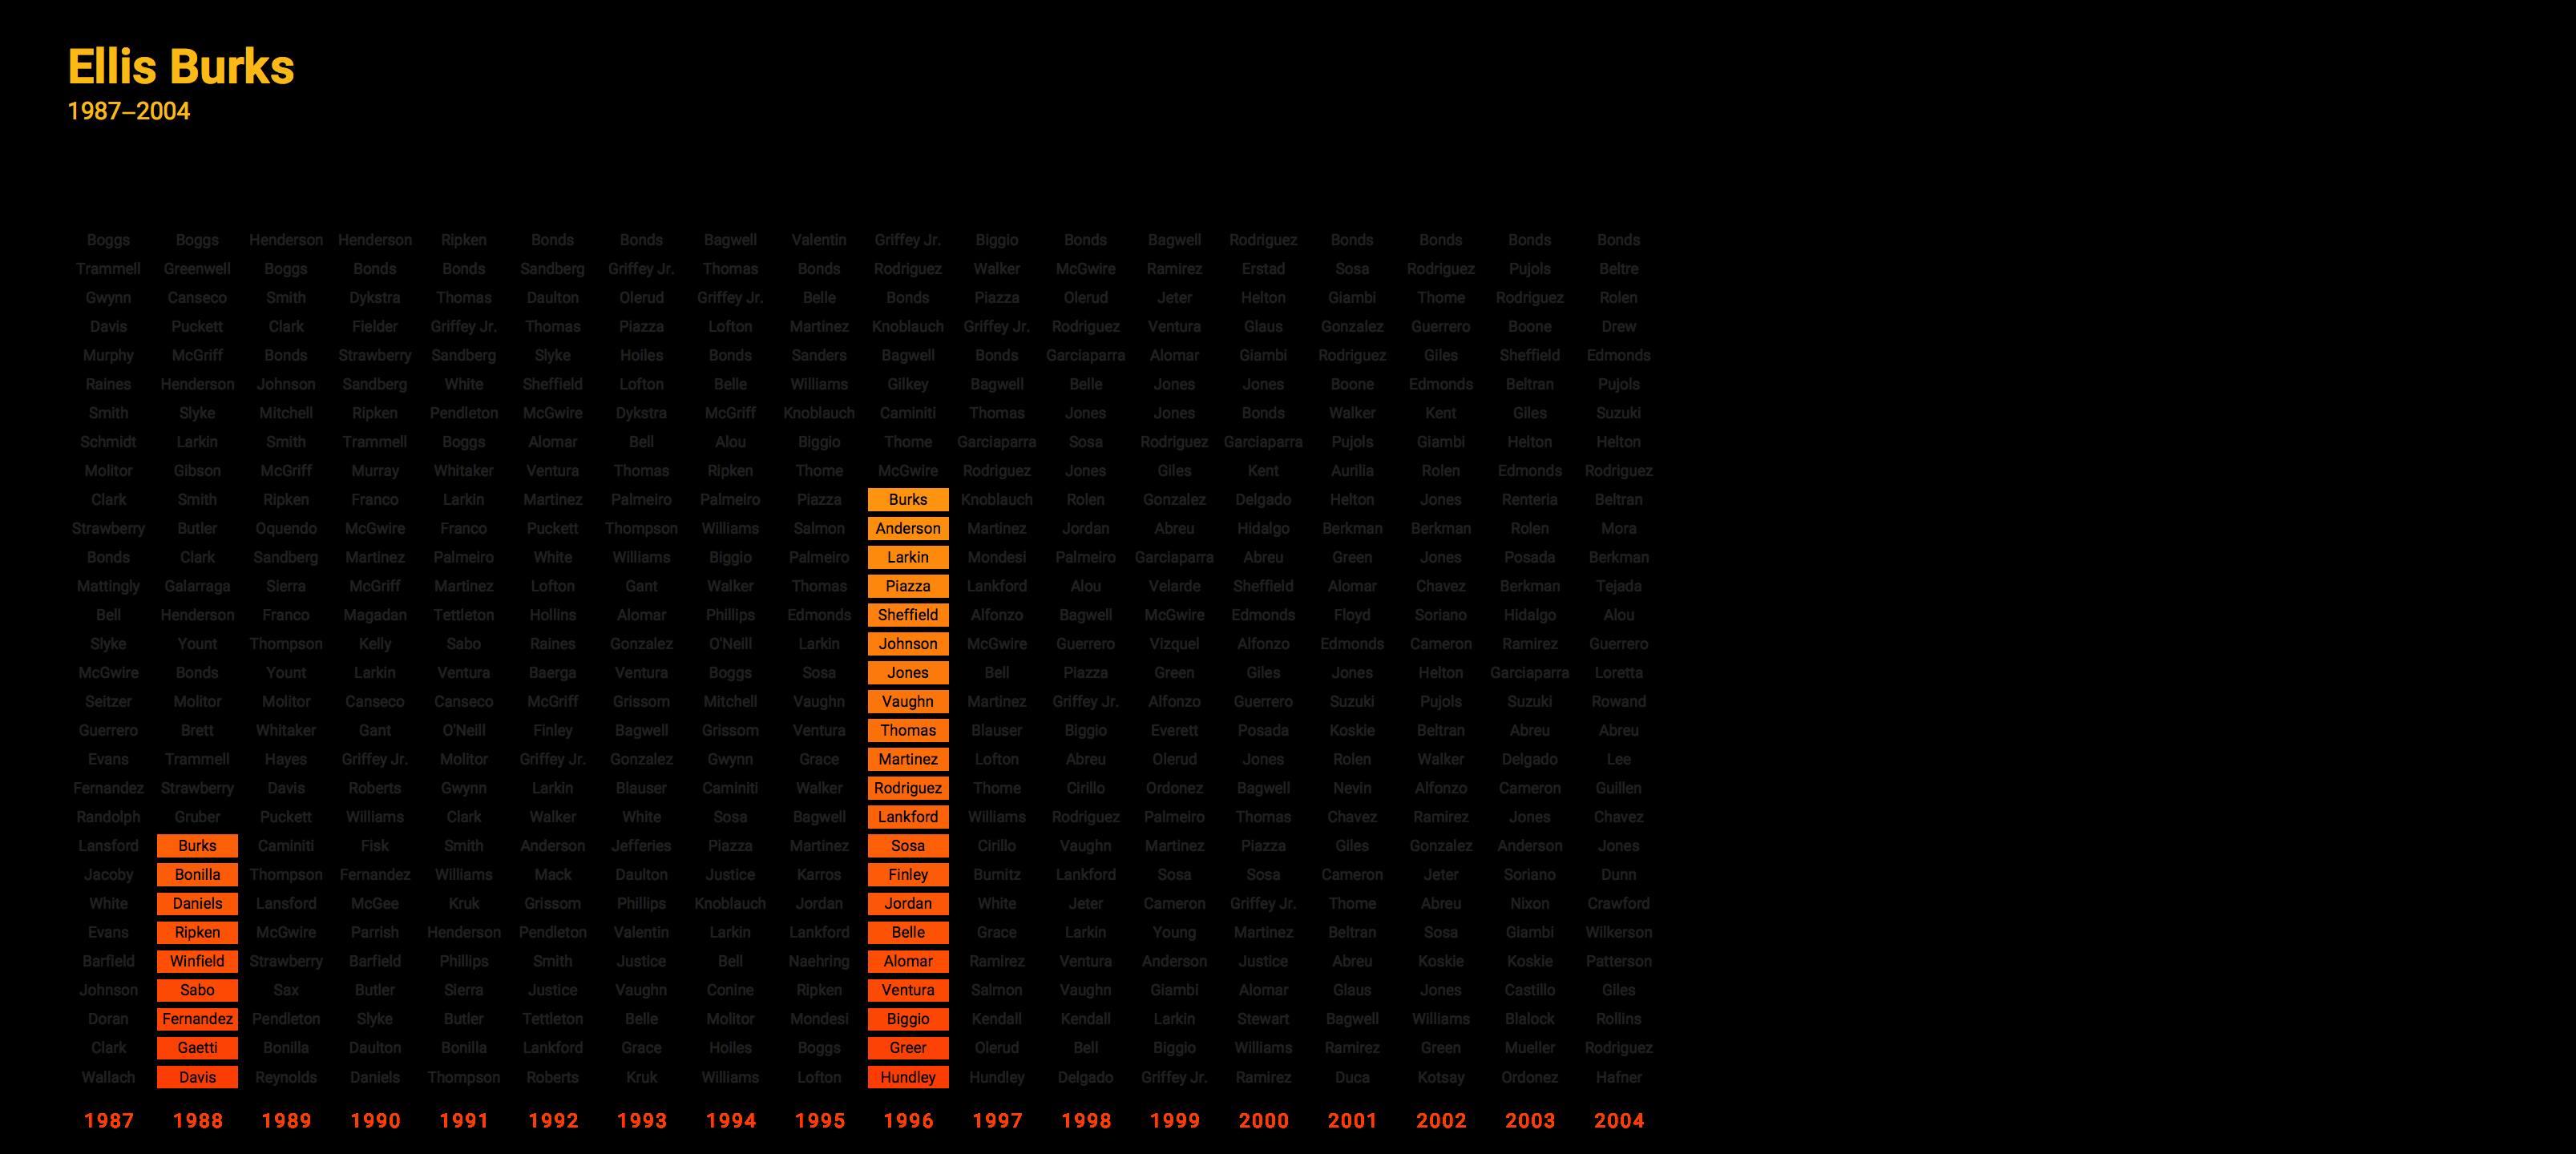 Ellis Burks
1987–2004
Boggs Boggs Henderson Henderson Ripken Bonds Bonds Bagwell Valentin Griffey Jr. Biggio Bonds Bagwell Rodriguez Bonds Bonds Bonds Bonds
Trammell Greenwell Boggs Bonds Bonds Sandberg Griffey Jr. Thomas Bonds Rodriguez Walker McGwire Ramirez Erstad Sosa Rodriguez Pujols Beltre
Gwynn Canseco Smith Dykstra Thomas Daulton Olerud Griffey Jr. Belle Bonds Piazza Olerud Jeter Helton Giambi Thome Rodriguez Rolen
Davis Puckett Clark Fielder Griffey Jr. Thomas Piazza Lofton Martinez Knoblauch Griffey Jr. Rodriguez Ventura Glaus Gonzalez Guerrero Boone Drew
Murphy McGriff Bonds Strawberry Sandberg Slyke Hoiles Bonds Sanders Bagwell Bonds Garciaparra Alomar Giambi Rodriguez Giles Sheffield Edmonds
Raines Henderson Johnson Sandberg White Sheffield Lofton Belle Williams Gilkey Bagwell Belle Jones Jones Boone Edmonds Beltran Pujols
Smith Slyke Mitchell Ripken Pendleton McGwire Dykstra McGriff Knoblauch Caminiti Thomas Jones Jones Bonds Walker Kent Giles Suzuki
Schmidt Larkin Smith Trammell Boggs Alomar Bell Alou Biggio Thome Garciaparra Sosa Rodriguez Garciaparra Pujols Giambi Helton Helton
Molitor Gibson McGriff Murray Whitaker Ventura Thomas Ripken Thome McGwire Rodriguez Jones Giles Kent Aurilia Rolen Edmonds Rodriguez
Clark Smith Ripken Franco Larkin Martinez Palmeiro Palmeiro Piazza Burks Knoblauch Rolen Gonzalez Delgado Helton Jones Renteria Beltran
Strawberry Butler Oquendo McGwire Franco Puckett Thompson Williams Salmon Anderson Martinez Jordan Abreu Hidalgo Berkman Berkman Rolen Mora
Bonds Clark Sandberg Martinez Palmeiro White Williams Biggio Palmeiro Larkin Mondesi Palmeiro Garciaparra Abreu Green Jones Posada Berkman
Mattingly Galarraga Sierra McGriff Martinez Lofton Gant Walker Thomas Piazza Lankford Alou Velarde Sheffield Alomar Chavez Berkman Tejada
Bell Henderson Franco Magadan Tettleton Hollins Alomar Phillips Edmonds Sheffield Alfonzo Bagwell McGwire Edmonds Floyd Soriano Hidalgo Alou
Slyke Yount Thompson Kelly Sabo Raines Gonzalez O'Neill Larkin Johnson McGwire Guerrero Vizquel Alfonzo Edmonds Cameron Ramirez Guerrero
McGwire Bonds Yount Larkin Ventura Baerga Ventura Boggs Sosa Jones Bell Piazza Green Giles Jones Helton Garciaparra Loretta
Seitzer Molitor Molitor Canseco Canseco McGriff Grissom Mitchell Vaughn Vaughn Martinez Griffey Jr. Alfonzo Guerrero Suzuki Pujols Suzuki Rowand
Guerrero Brett Whitaker Gant O'Neill Finley Bagwell Grissom Ventura Thomas Blauser Biggio Everett Posada Koskie Beltran Abreu Abreu
Evans Trammell Hayes Griffey Jr. Molitor Griffey Jr. Gonzalez Gwynn Grace Martinez Lofton Abreu Olerud Jones Rolen Walker Delgado Lee
Fernandez Strawberry Davis Roberts Gwynn Larkin Blauser Caminiti Walker Rodriguez Thome Cirillo Ordonez Bagwell Nevin Alfonzo Cameron Guillen
Randolph Gruber Puckett Williams Clark Walker White Sosa Bagwell Lankford Williams Rodriguez Palmeiro Thomas Chavez Ramirez Jones Chavez
Lansford Burks Caminiti Fisk Smith Anderson Jefferies Piazza Martinez Sosa Cirillo Vaughn Martinez Piazza Giles Gonzalez Anderson Jones
Jacoby Bonilla Thompson Fernandez Williams Mack Daulton Justice Karros Finley Burnitz Lankford Sosa Sosa Cameron Jeter Soriano Dunn
White Daniels Lansford McGee Kruk Grissom Phillips Knoblauch Jordan Jordan White Jeter Cameron Griffey Jr. Thome Abreu Nixon Crawford
Evans Ripken McGwire Parrish Henderson Pendleton Valentin Larkin Lankford Belle Grace Larkin Young Martinez Beltran Sosa Giambi Wilkerson
Barfield Winfield Strawberry Barfield Phillips Smith Justice Bell Naehring Alomar Ramirez Ventura Anderson Justice Abreu Koskie Koskie Patterson
Johnson Sabo Sax Butler Sierra Justice Vaughn Conine Ripken Ventura Salmon Vaughn Giambi Alomar Glaus Jones Castillo Giles
Doran Fernandez Pendleton Slyke Butler Tettleton Belle Molitor Mondesi Biggio Kendall Kendall Larkin Stewart Bagwell Williams Blalock Rollins
Clark Gaetti Bonilla Daulton Bonilla Lankford Grace Hoiles Boggs Greer Olerud Bell Biggio Williams Ramirez Green Mueller Rodriguez
Wallach Davis Reynolds Daniels Thompson Roberts Kruk Williams Lofton Hundley Hundley Delgado Griffey Jr. Ramirez Duca Kotsay Ordonez Hafner
1987 1988 1989 1990 1991 1992 1993 1994 1995 1996 1997 1998 1999 2000 2001 2002 2003 2004